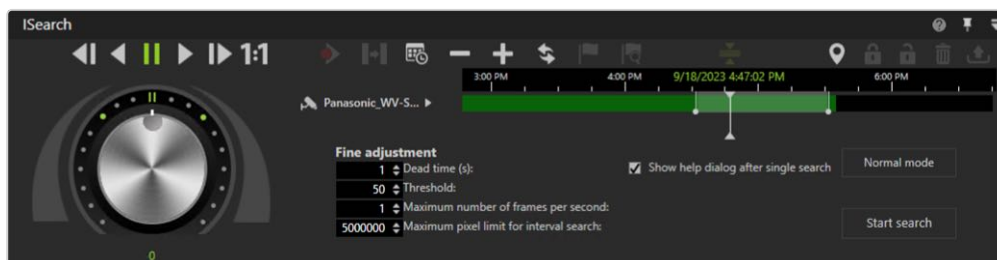 ISearch
1:1
3:00 PM 4:00 PM 9/18/2023 4:47:02 PM 6:00 PM
Panasonic_WV-S...
Fine adjustment
1 Dead time (s):
Show help dialog after single search
Normal mode
50 Threshold:
1 Maximum number of frames per second:
5000000 Maximum pixel limit for interval search:
Start search
0